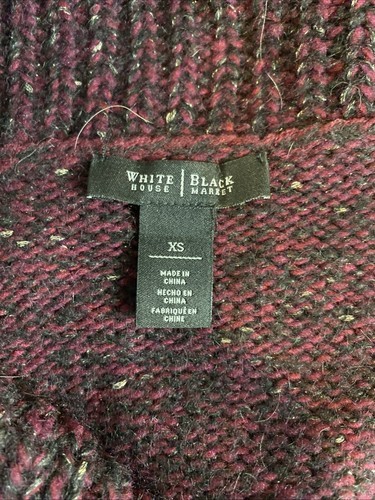 WHITE | BLACK
HOUSE | MARKET
XS
MADE IN
CHINA
HECHO EN
CHINA
FABRIQUÉ EN
CHINE